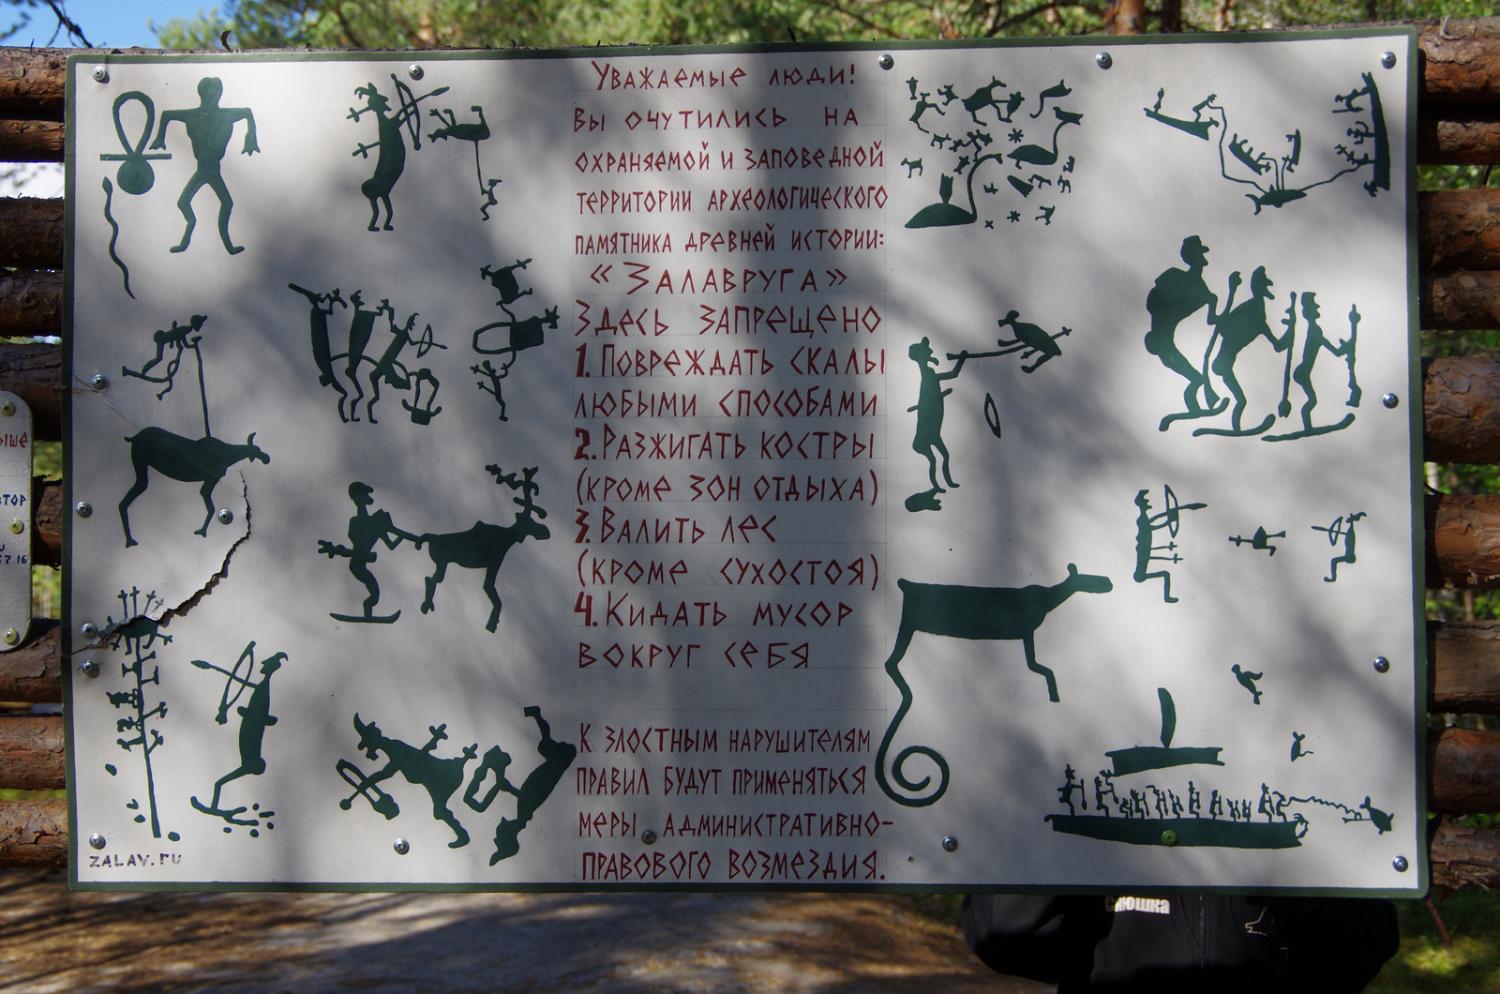 Уважаемые люди!
Вы очутились на
охраняемой и заповедной
территории археологического
памятника древней истории:
«Залавруга»
Здесь запрещено
1. Повреждать скалы
любыми способами
2. Разжигать костры
(кроме зон отдыха)
3. Валить лес
(кроме сухостоя)
4. Кидать мусор
вокруг себя
К злостным нарушителям
правил будут применяться
меры административно-
правового возмездия.
ZALAV.RU